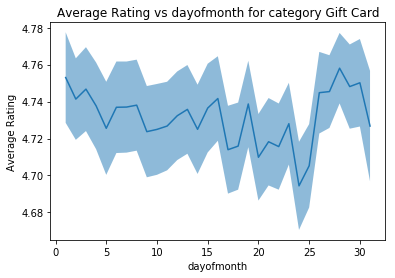 Average Rating vs dayofmonth for category Gift Card
Average Rating
4.78
4.76
4.74
4.72
4.70
4.68
0 5 10 15 20 25 30
dayofmonth